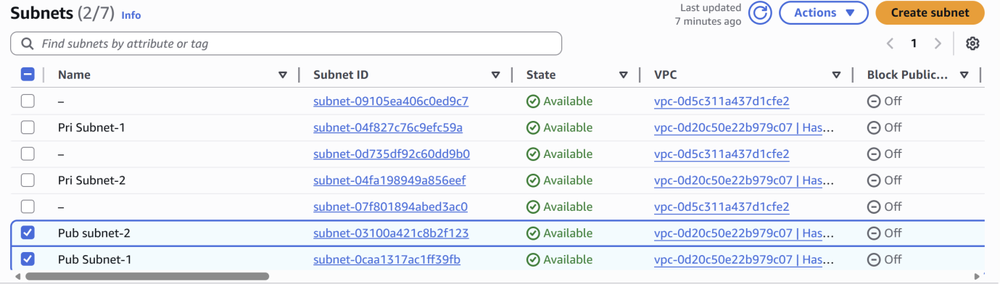 Subnets (2/7) Info
Last updated
7 minutes ago
Actions
Create subnet
Find subnets by attribute or tag
1
Name Subnet ID State VPC Block Public...
– subnet-09105ea406c0ed9c7 Available vpc-0d5c311a437d1cfe2 Off
Pri Subnet-1 subnet-04f827c76c9efc59a Available vpc-0d20c50e22b979c07 | Has... Off
– subnet-0d735df92c60dd9b0 Available vpc-0d5c311a437d1cfe2 Off
Pri Subnet-2 subnet-04fa198949a856eef Available vpc-0d20c50e22b979c07 | Has... Off
– subnet-07f801894abed3ac0 Available vpc-0d5c311a437d1cfe2 Off
Pub subnet-2 subnet-03100a421c8b2f123 Available vpc-0d20c50e22b979c07 | Has... Off
Pub Subnet-1 subnet-0caa1317ac1ff39fb Available vpc-0d20c50e22b979c07 | Has... Off